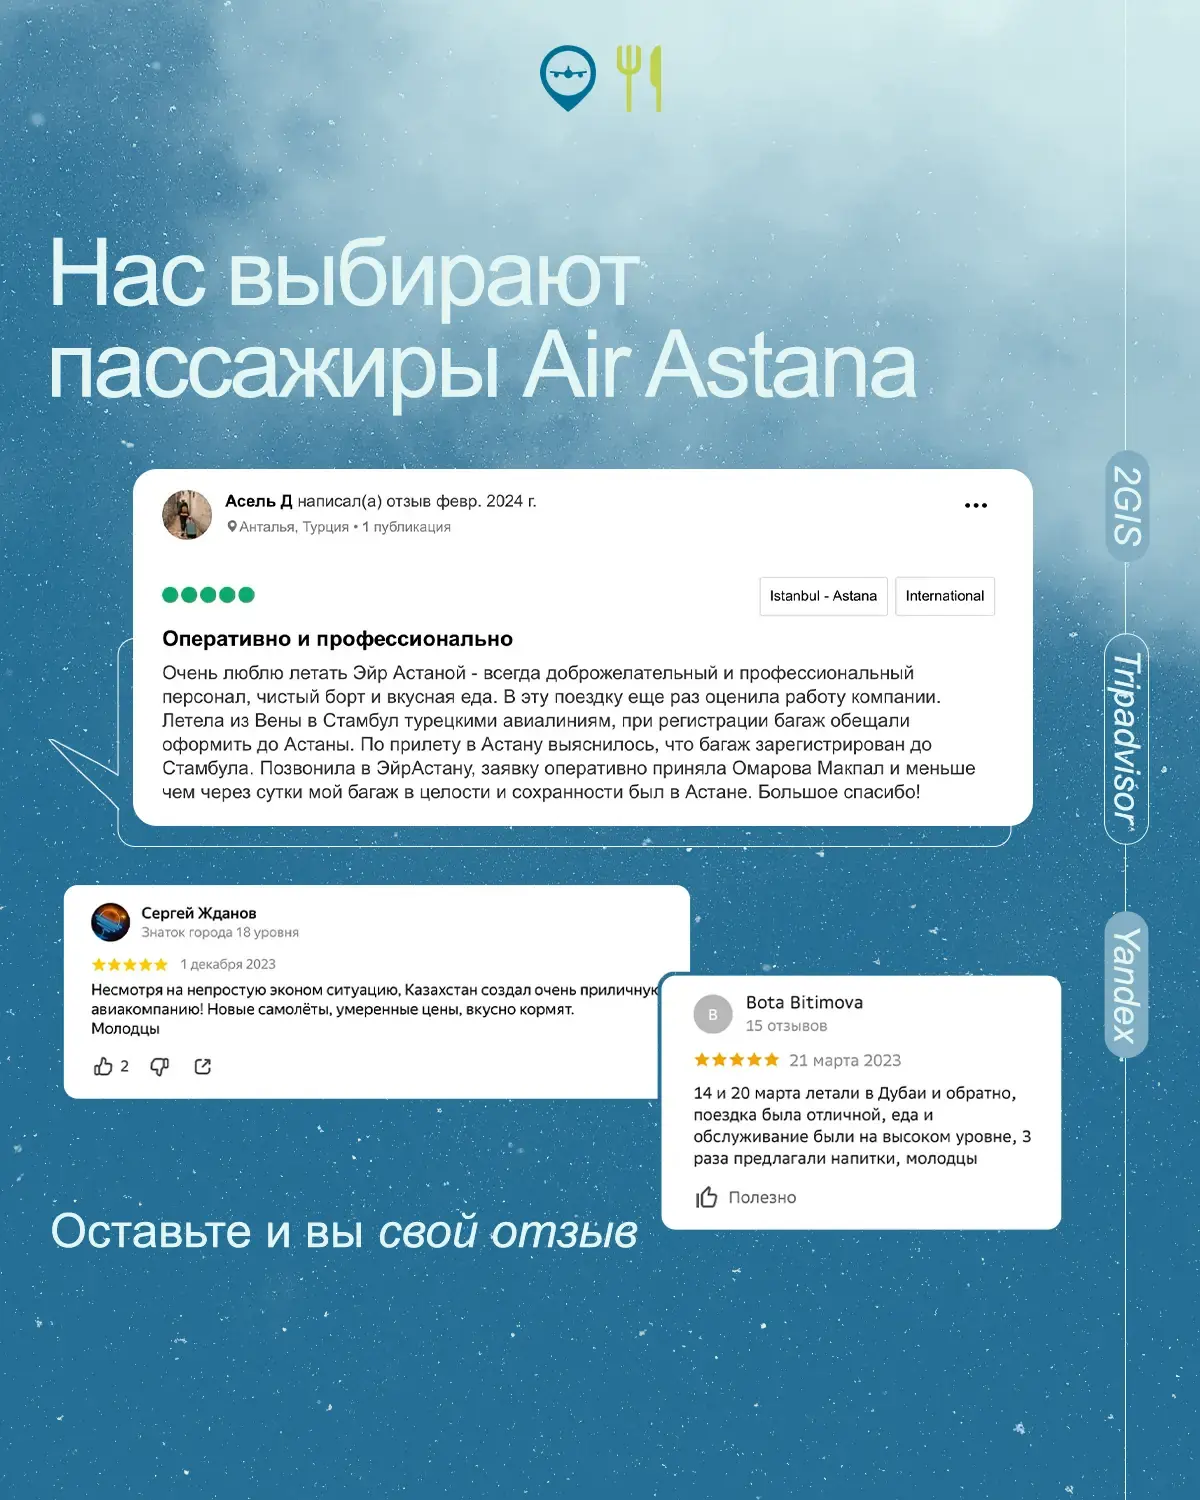 Нас выбирают
пассажиры Air Astana
Асель Д написал(а) отзыв февр. 2024 г.
Анталья, Турция • 1 публикация
Istanbul - Astana
International
Оперативно и профессионально
Очень люблю летать Эйр Астаной - всегда доброжелательный и профессиональный
персонал, чистый борт и вкусная еда. В эту поездку еще раз оценила работу компании.
Летела из Вены в Стамбул турецкими авиалиниям, при регистрации багаж обещали
оформить до Астаны. По прилету в Астану выяснилось, что багаж зарегистрирован до
Стамбула. Позвонила в ЭйрАстану, заявку оперативно приняла Омарова Макпал и меньше
чем через сутки мой багаж в целости и сохранности был в Астане. Большое спасибо!
Сергей Жданов
Знаток города 18 уровня
1 декабря 2023
Несмотря на непростую эконом ситуацию, Казахстан создал очень приличную
авиакомпанию! Новые самолёты, умеренные цены, вкусно кормят.
Молодцы
2
B
Bota Bitimova
15 отзывов
21 марта 2023
14 и 20 марта летали в Дубаи и обратно,
поездка была отличной, еда и
обслуживание были на высоком уровне, 3
раза предлагали напитки, молодцы
Полезно
Оставьте и вы свой отзыв
2GIS
Tripadvisor
Yandex